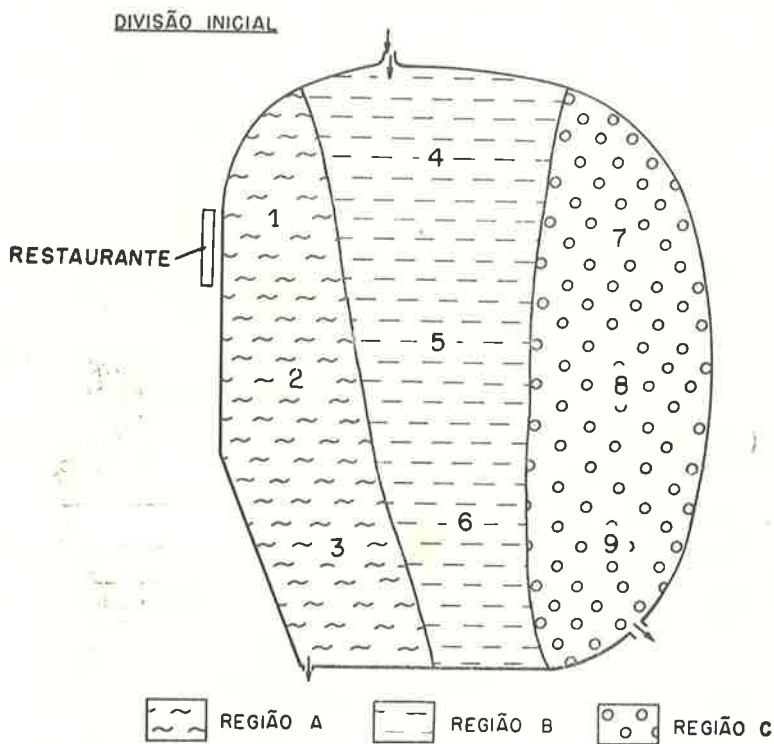 DIVISÃO INICIAL
4
1
7
RESTAURANTE
5
2
8
6
3
9
REGIÃO A
REGIÃO B
REGIÃO C